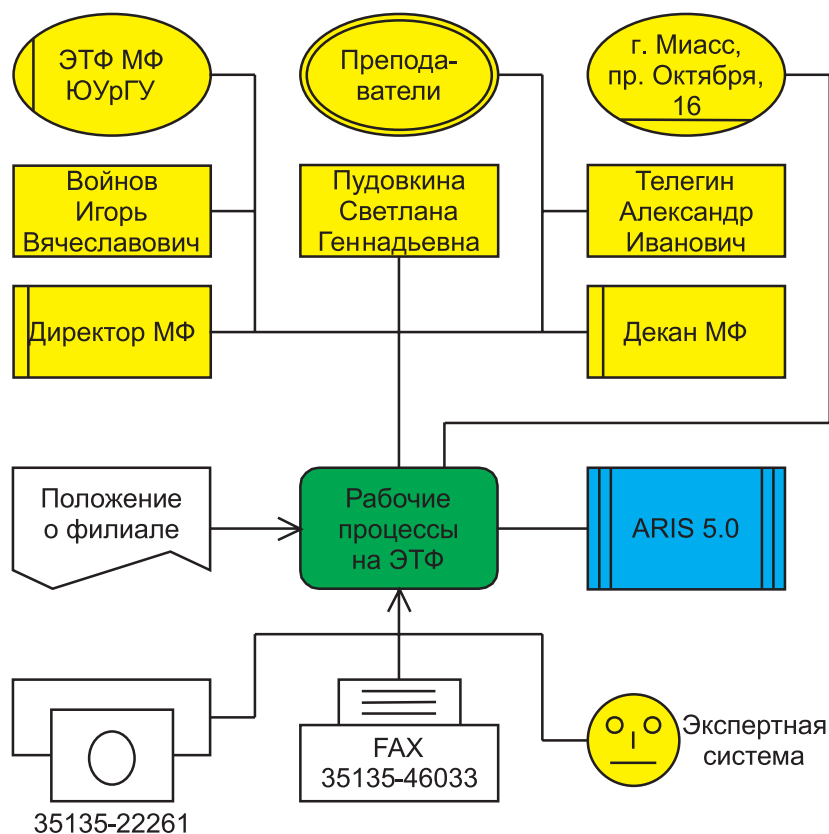 ЭТФ МФ
ЮУрГУ
Препода-
ватели
г. Миасс,
пр. Октября,
16
Войнов
Игорь
Вячеславович
Пудовкина
Светлана
Геннадьевна
Телегин
Александр
Иванович
Директор МФ
Декан МФ
Положение
о филиале
Рабочие
процессы
на ЭТФ
ARIS 5.0
35135-22261
FAX
35135-46033
Экспертная
система